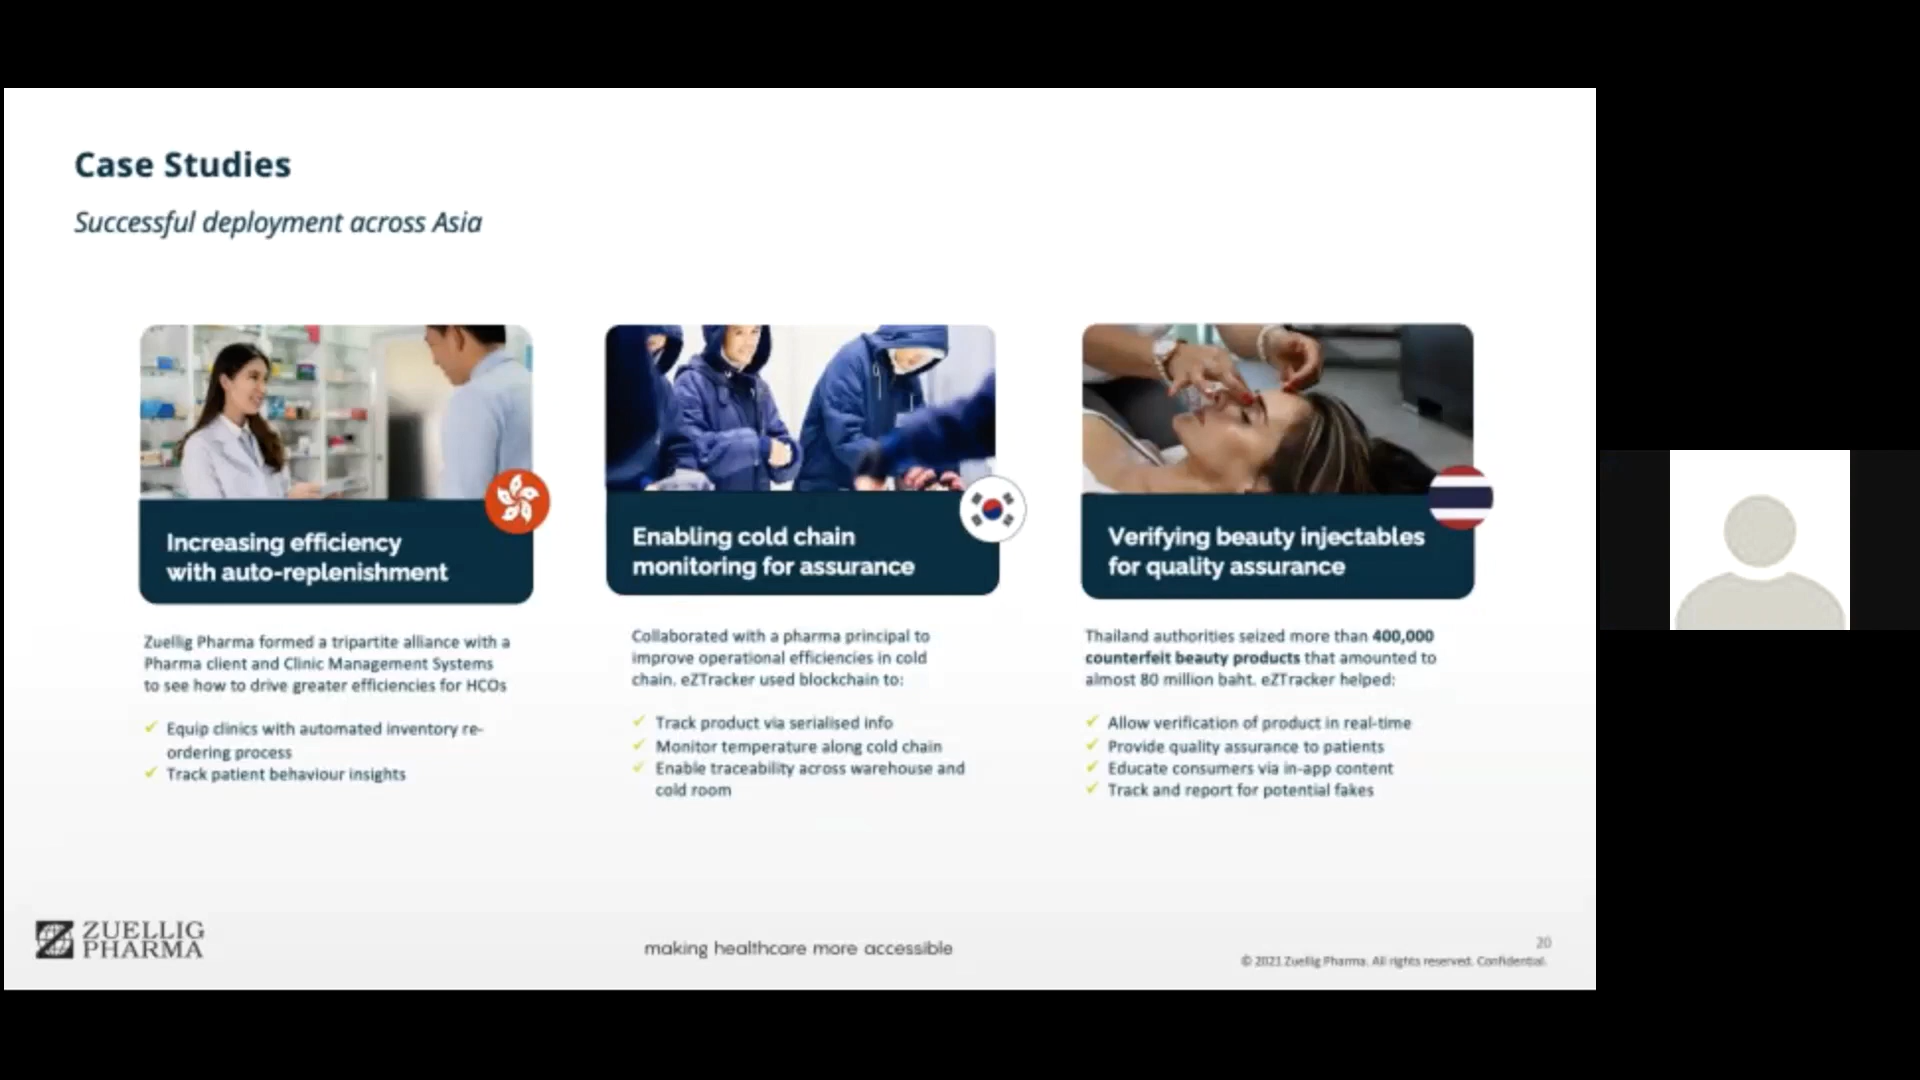 Case Studies
Successful deployment across Asia
Increasing efficiency
with auto-replenishment
Zuellig Pharma formed a tripartite alliance with a
Pharma client and Clinic Management Systems
to see how to drive greater efficiencies for HCOs
✓ Equip clinics with automated inventory re-
ordering process
✓ Track patient behaviour insights
Enabling cold chain
monitoring for assurance
Collaborated with a pharma principal to
improve operational efficiencies in cold
chain. eZTracker used blockchain to:
✓ Track product via serialised info
✓ Monitor temperature along cold chain
✓ Enable traceability across warehouse and
cold room
Verifying beauty injectables
for quality assurance
Thailand authorities seized more than 400,000
counterfeit beauty products that amounted to
almost 80 million baht. eZTracker helped:
✓ Allow verification of product in real-time
✓ Provide quality assurance to patients
✓ Educate consumers via in-app content
✓ Track and report for potential fakes
ZUELLIG
PHARMA
making healthcare more accessible
20
© 2021 Zuellig Pharma. All rights reserved. Confidential.